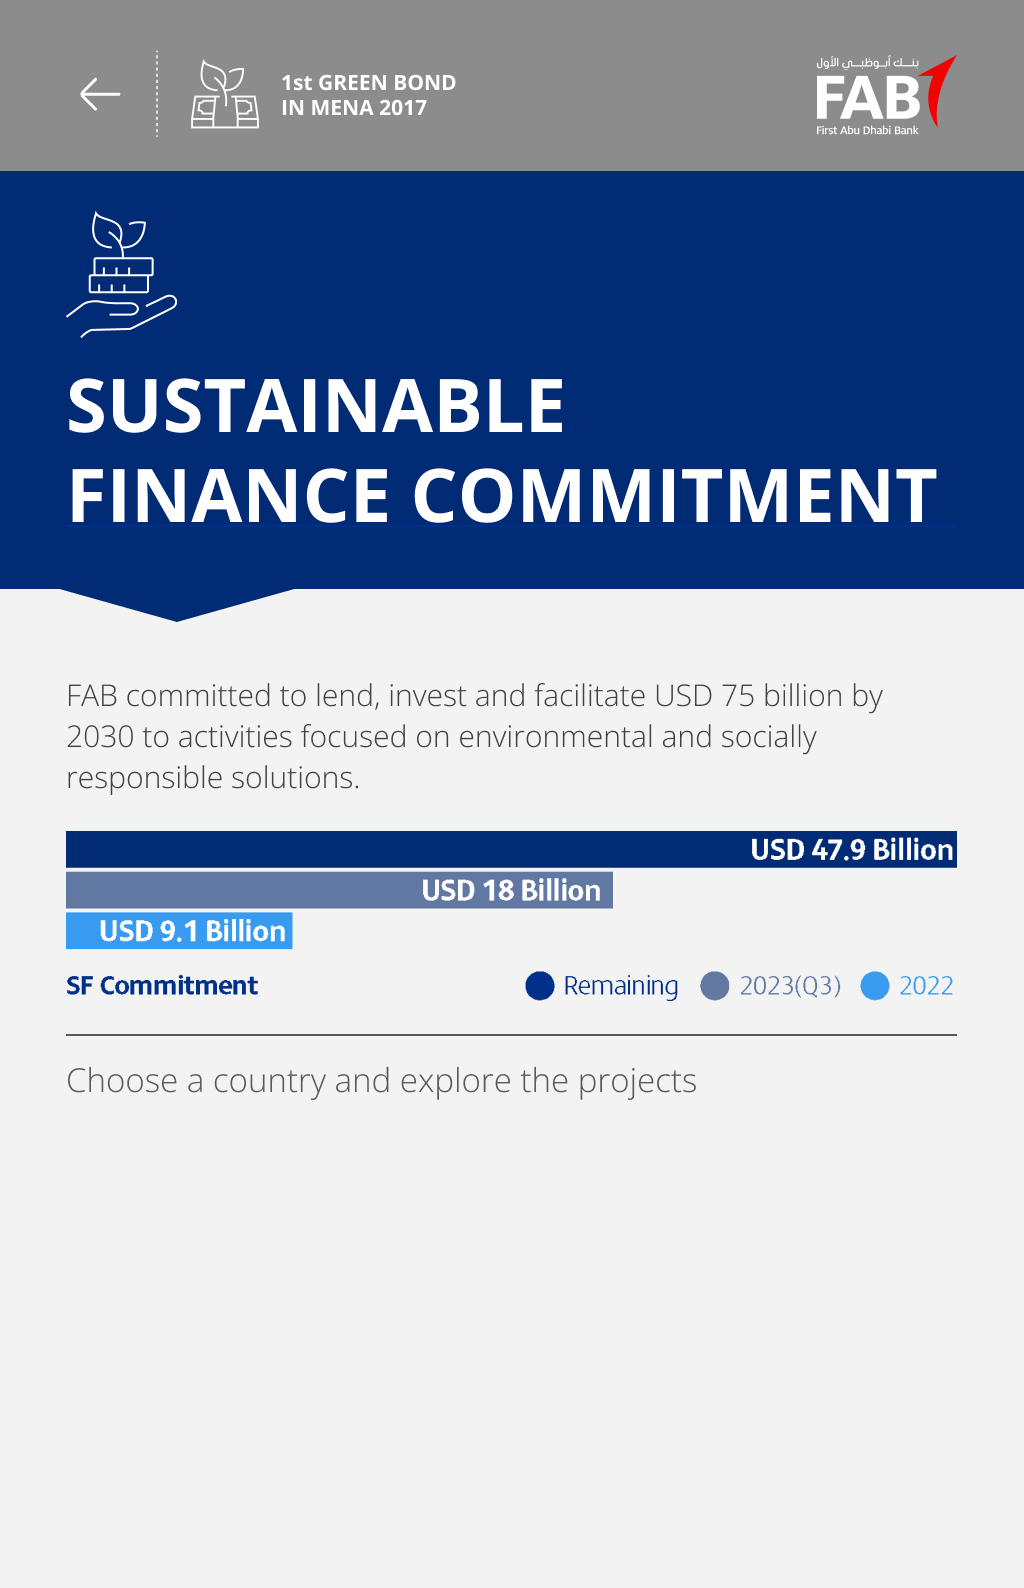 1st GREEN BOND
IN MENA 2017
بنك أبوظبي الأول
FAB
First Abu Dhabi Bank
SUSTAINABLE
FINANCE COMMITMENT
FAB committed to lend, invest and facilitate USD 75 billion by
2030 to activities focused on environmental and socially
responsible solutions.
USD 47.9 Billion
USD 18 Billion
USD 9.1 Billion
SF Commitment Remaining 2023(Q3) 2022
Choose a country and explore the projects